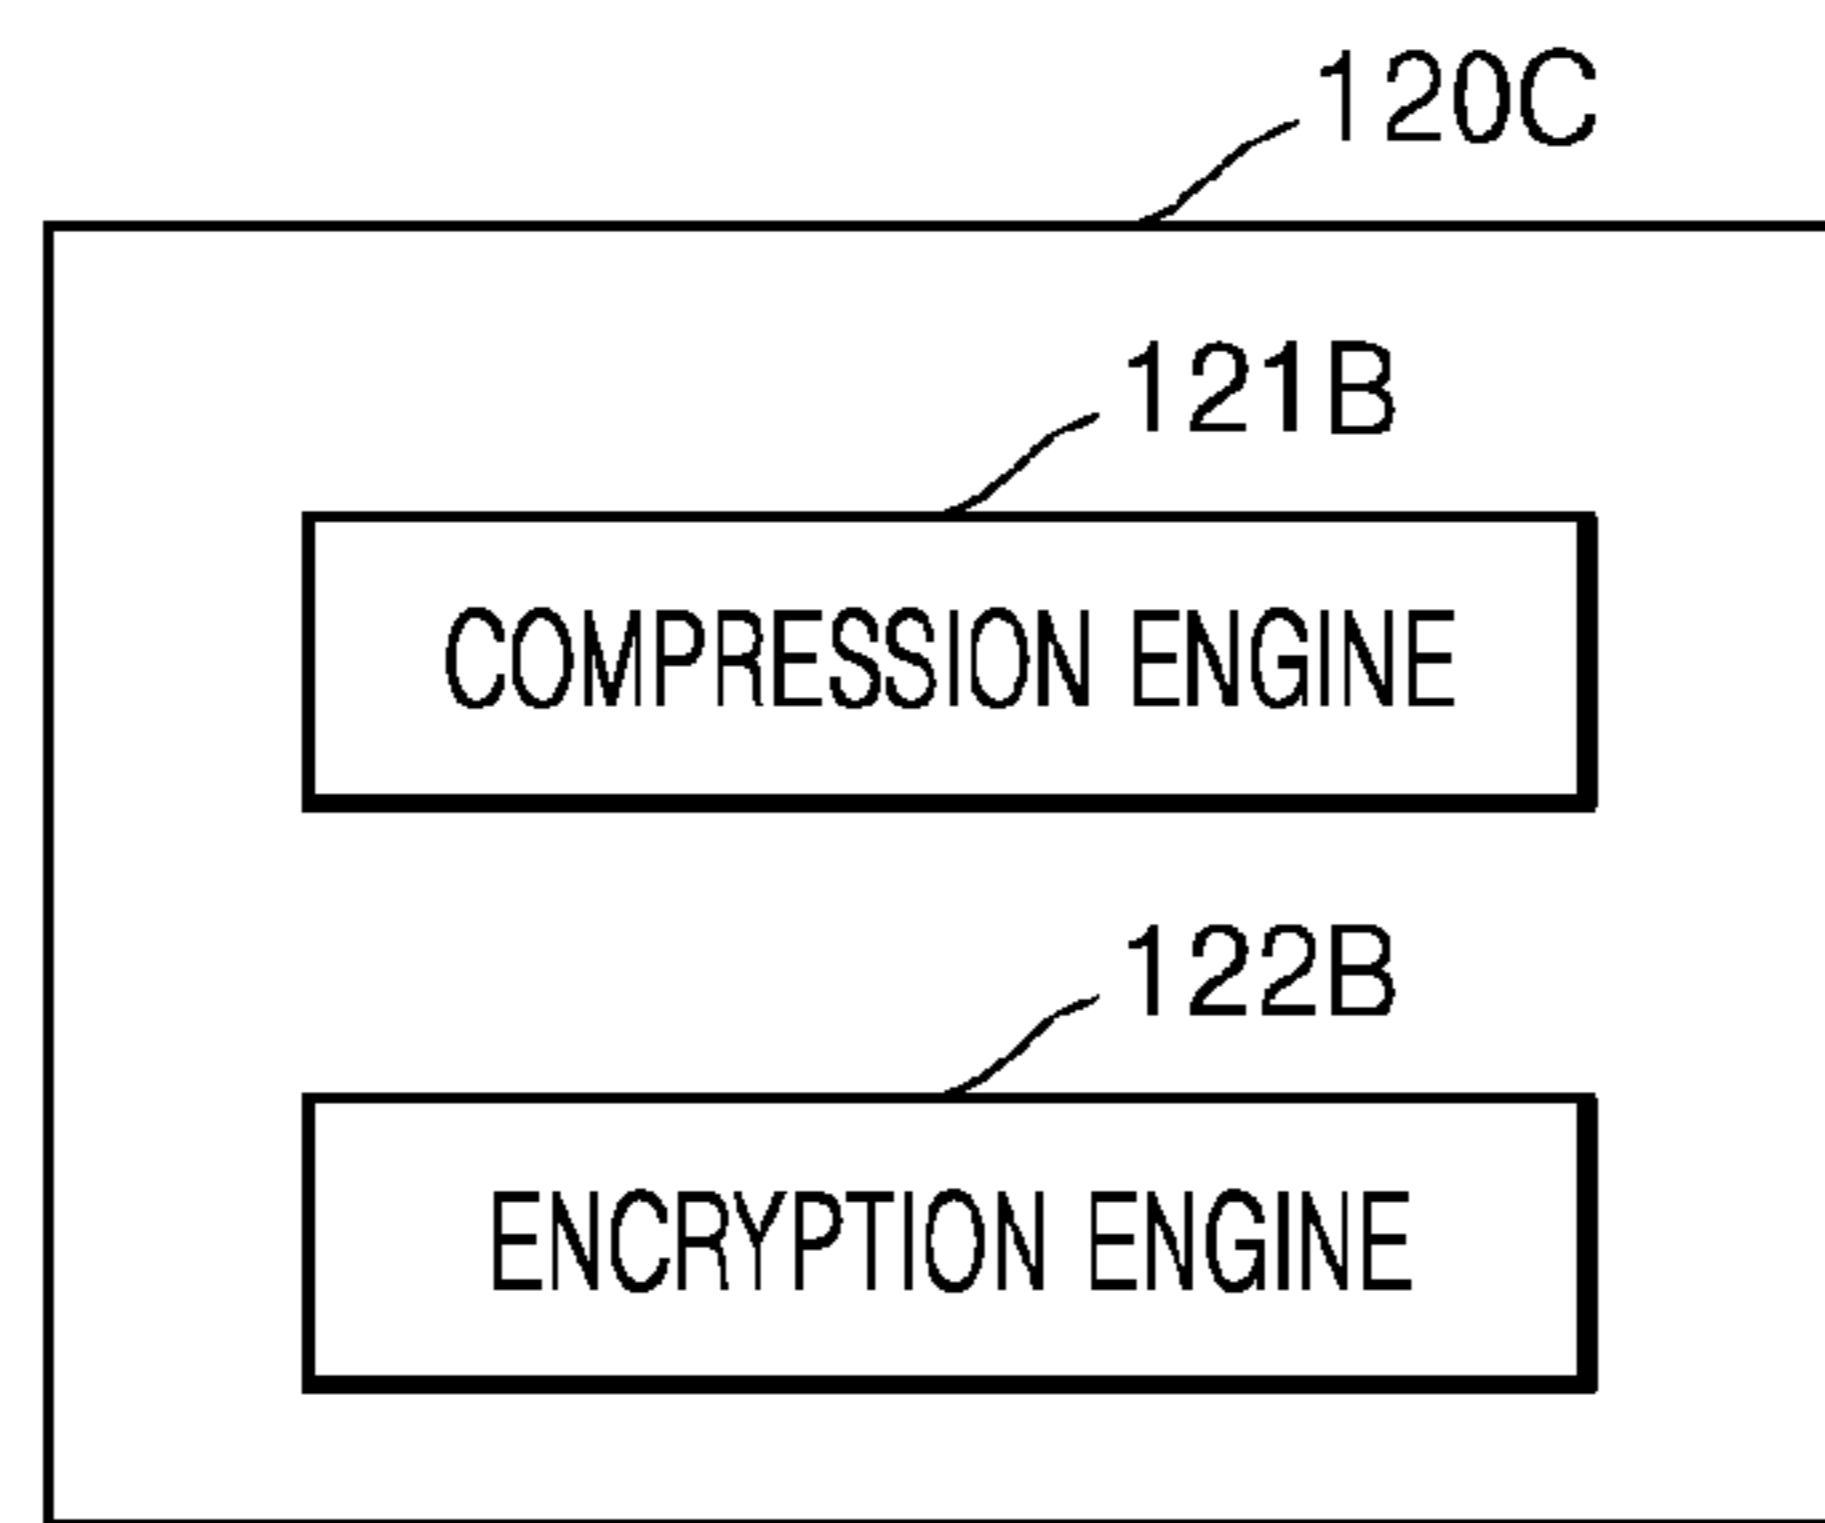 120C
121B
COMPRESSION ENGINE
122B
ENCRYPTION ENGINE